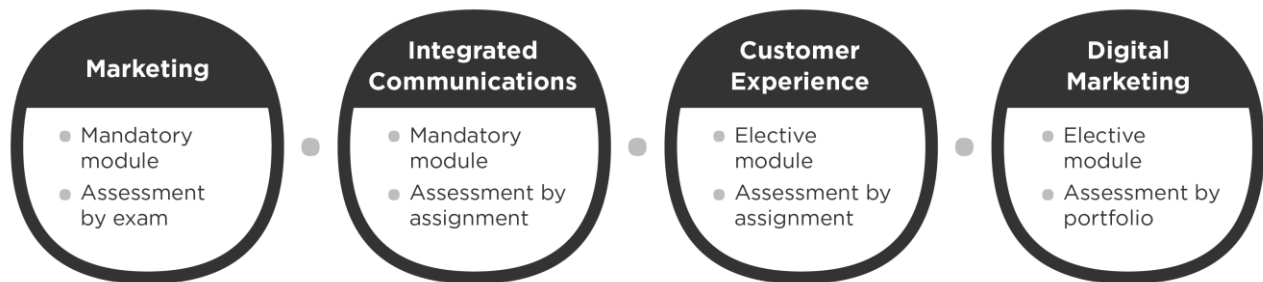 Marketing
Mandatory
module
Assessment
by exam
Integrated
Communications
Mandatory
module
Assessment by
assignment
Customer
Experience
Elective
module
Assessment by
assignment
Digital
Marketing
Elective
module
Assessment by
portfolio